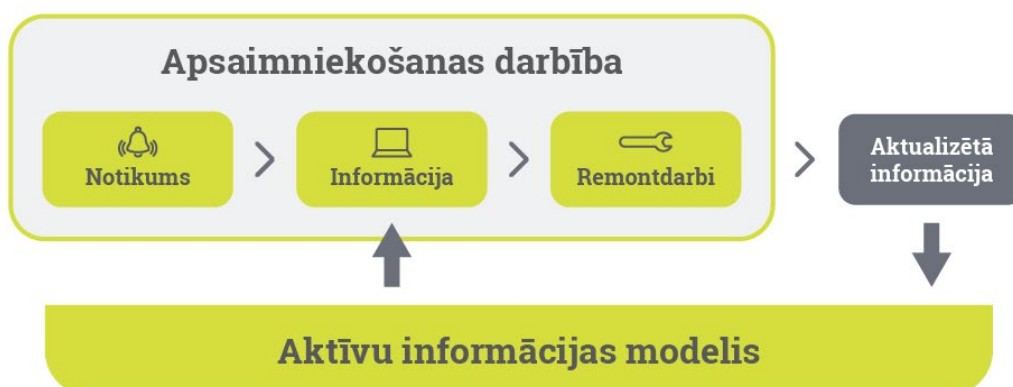 Apsaimniekošanas darbība
Notikums
Informācija
Remontdarbi
Aktualizētā
informācija
Aktīvu informācijas modelis